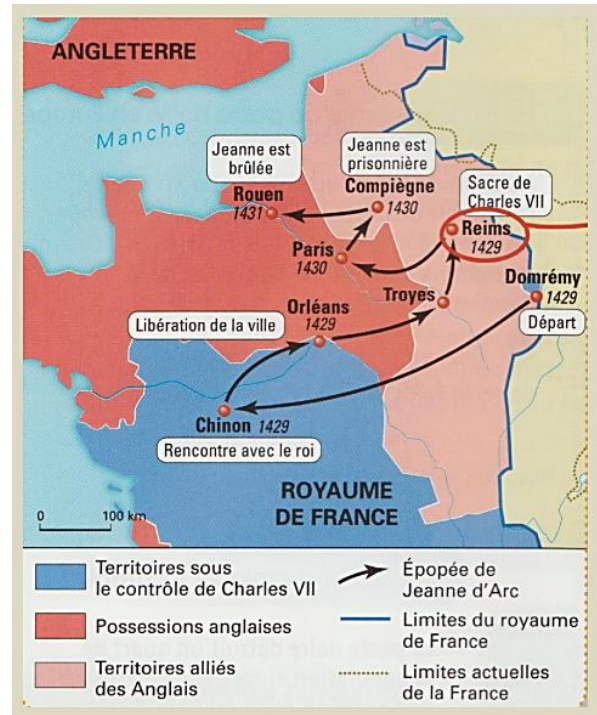 ANGLETERRE
Manche
Jeanne est
brûlée
Rouen
1431
Jeanne est
prisonnière
Compiègne
1430
Sacre de
Charles VII
Reims
1429
Paris
1430
Troyes
Domrémy
1429
Départ
Orléans
1429
Libération de la ville
Chinon 1429
Rencontre avec le roi
ROYAUME
DE FRANCE
0 100 km
Territoires sous
le contrôle de Charles VII
Possessions anglaises
Territoires alliés
des Anglais
Épopée de
Jeanne d'Arc
Limites du royaume
de France
Limites actuelles
de la France